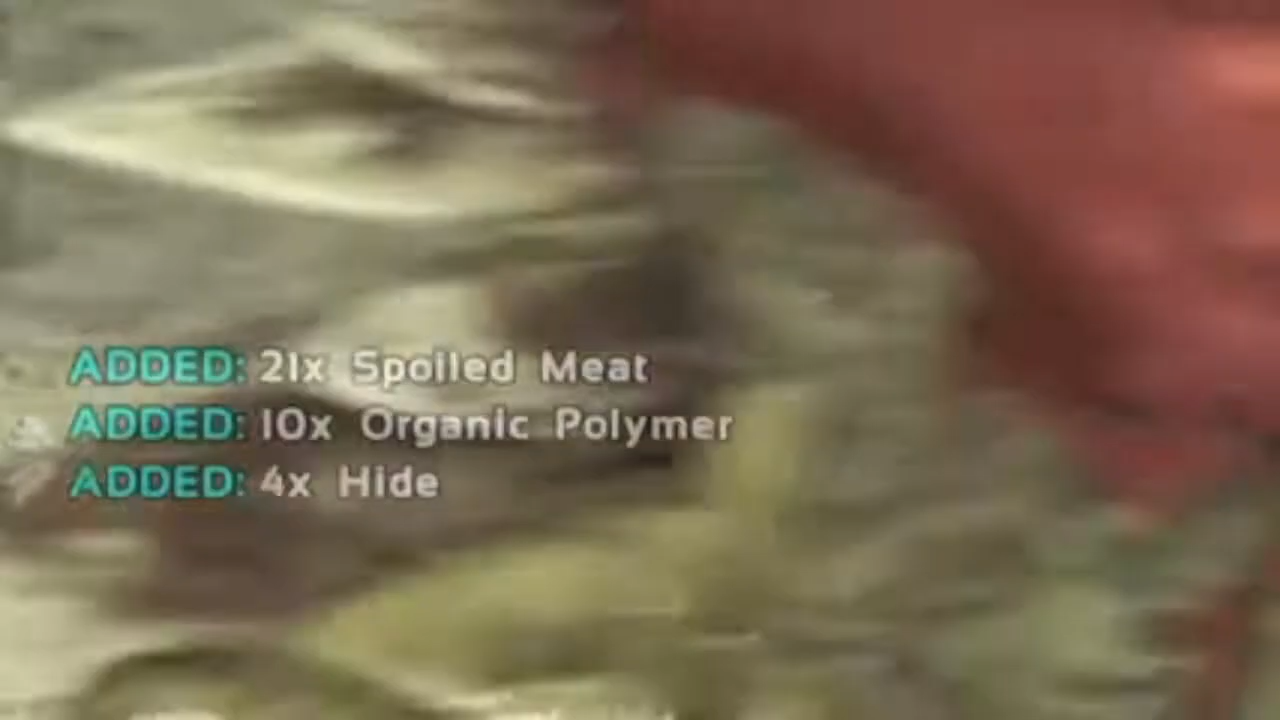 ADDED: 21x Spoiled Meat
ADDED: 10x Organic Polymer
ADDED: 4x Hide